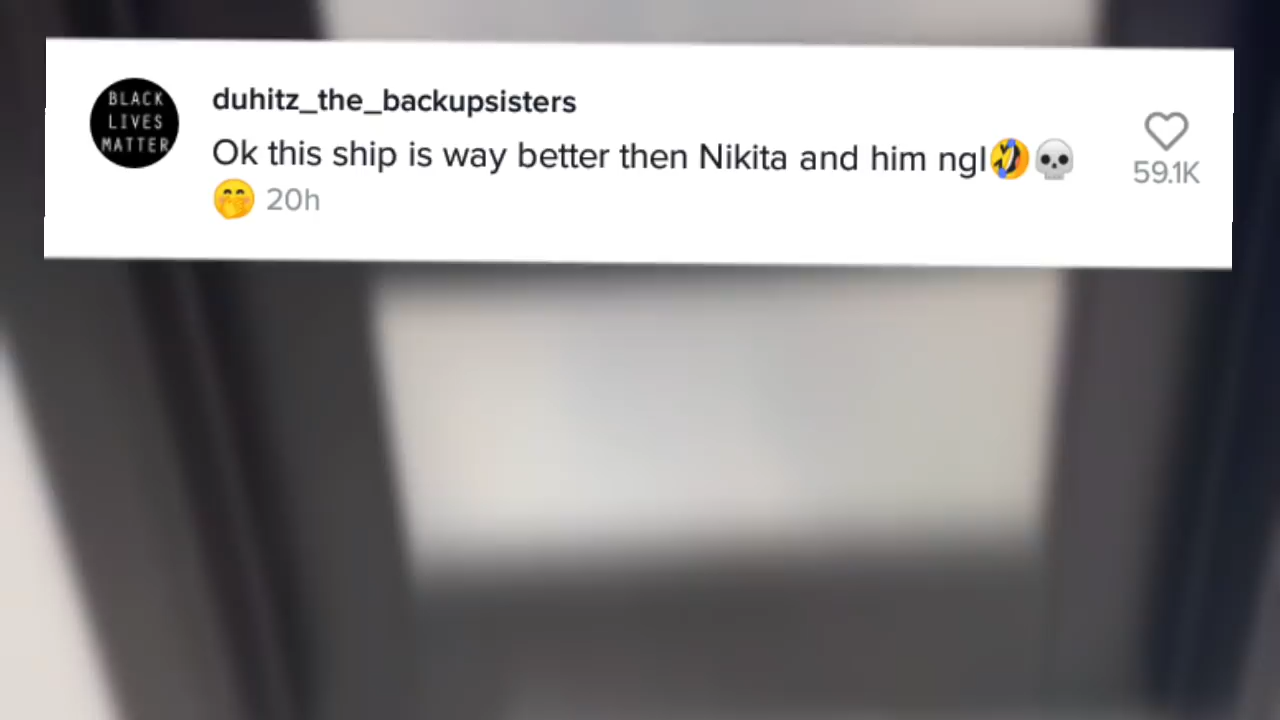 BLACK
LIVES
MATTER
duhitz_the_backupsisters
Ok this ship is way better then Nikita and him ngl🤣💀
🤭 20h
59.1K